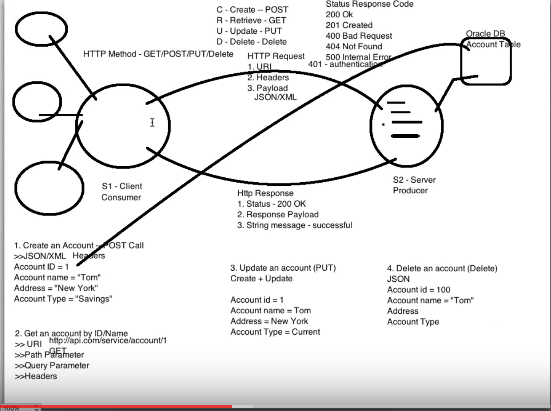 C - Create -- POST
R - Retrieve - GET
U - Update - PUT
D - Delete - Delete
Status Response Code
200 Ok
201 Created
400 Bad Request
404 Not Found
500 Internal Error
401 - authentication
Oracle DB
Account Table
HTTP Method - GET/POST/PUT/Delete
HTTP Request
1. URI
2. Headers
3. Payload
JSON/XML
S1 - Client
Consumer
S2 - Server
Producer
Http Response
1. Status - 200 OK
2. Response Payload
3. String message - successful
1. Create an Account -- POST Call
>>JSON/XML Headers
Account ID = 1
Account name = "Tom"
Address = "New York"
Account Type = "Savings"
2. Get an account by ID/Name
>> URI http://api.com/service/account/1
GET
>>Path Parameter
>>Query Parameter
>>Headers
3. Update an account (PUT)
Create + Update
Account id = 1
Account name = Tom
Address = New York
Account Type = Current
4. Delete an account (Delete)
JSON
Account id = 100
Account name = "Tom"
Address
Account Type